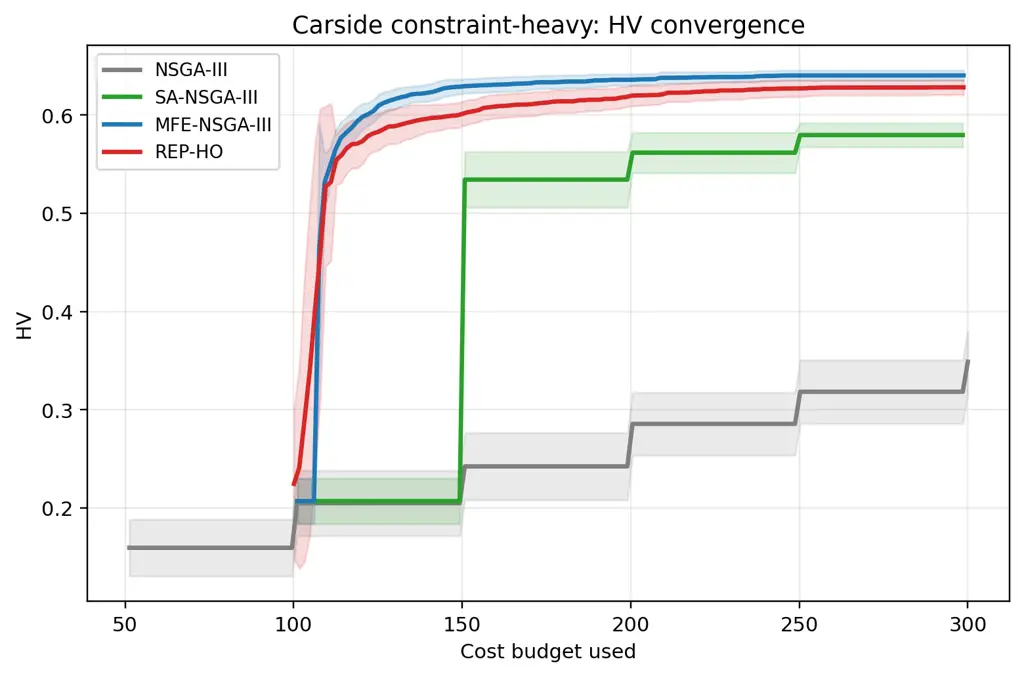 Carside constraint-heavy: HV convergence
NSGA-III
SA-NSGA-III
MFE-NSGA-III
REP-HO
HV
0.6
0.5
0.4
0.3
0.2
50
100
150
200
250
300
Cost budget used